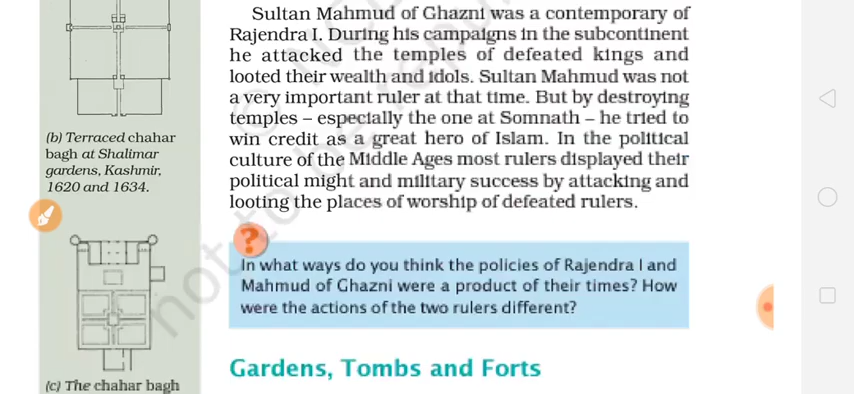 (b) Terraced chahar
bagh at Shalimar
gardens, Kashmir,
1620 and 1634.
(c) The chahar bagh
Sultan Mahmud of Ghazni was a contemporary of
Rajendra I. During his campaigns in the subcontinent
he attacked the temples of defeated kings and
looted their wealth and idols. Sultan Mahmud was not
a very important ruler at that time. But by destroying
temples – especially the one at Somnath – he tried to
win credit as a great hero of Islam. In the political
culture of the Middle Ages most rulers displayed their
political might and military success by attacking and
looting the places of worship of defeated rulers.
?
In what ways do you think the policies of Rajendra I and
Mahmud of Ghazni were a product of their times? How
were the actions of the two rulers different?
Gardens, Tombs and Forts
not to be repu